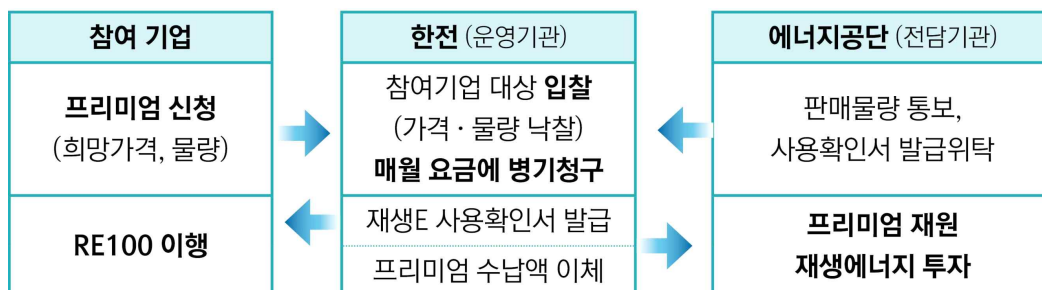 참여 기업
프리미엄 신청
(희망가격, 물량)
RE100 이행
한전 (운영기관)
참여기업 대상 입찰
(가격 · 물량 낙찰)
매월 요금에 병기청구
재생E 사용확인서 발급
프리미엄 수납액 이체
에너지공단 (전담기관)
판매물량 통보,
사용확인서 발급위탁
프리미엄 재원
재생에너지 투자